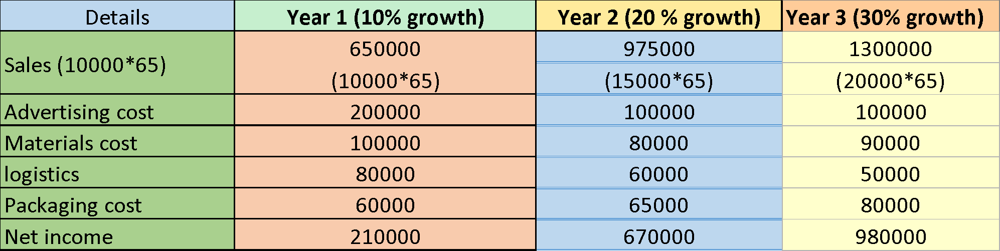 Details Year 1 (10% growth) Year 2 (20 % growth) Year 3 (30% growth)
Sales (10000*65) 650000 975000 1300000
(10000*65) (15000*65) (20000*65)
Advertising cost 200000 100000 100000
Materials cost 100000 80000 90000
logistics 80000 60000 50000
Packaging cost 60000 65000 80000
Net income 210000 670000 980000